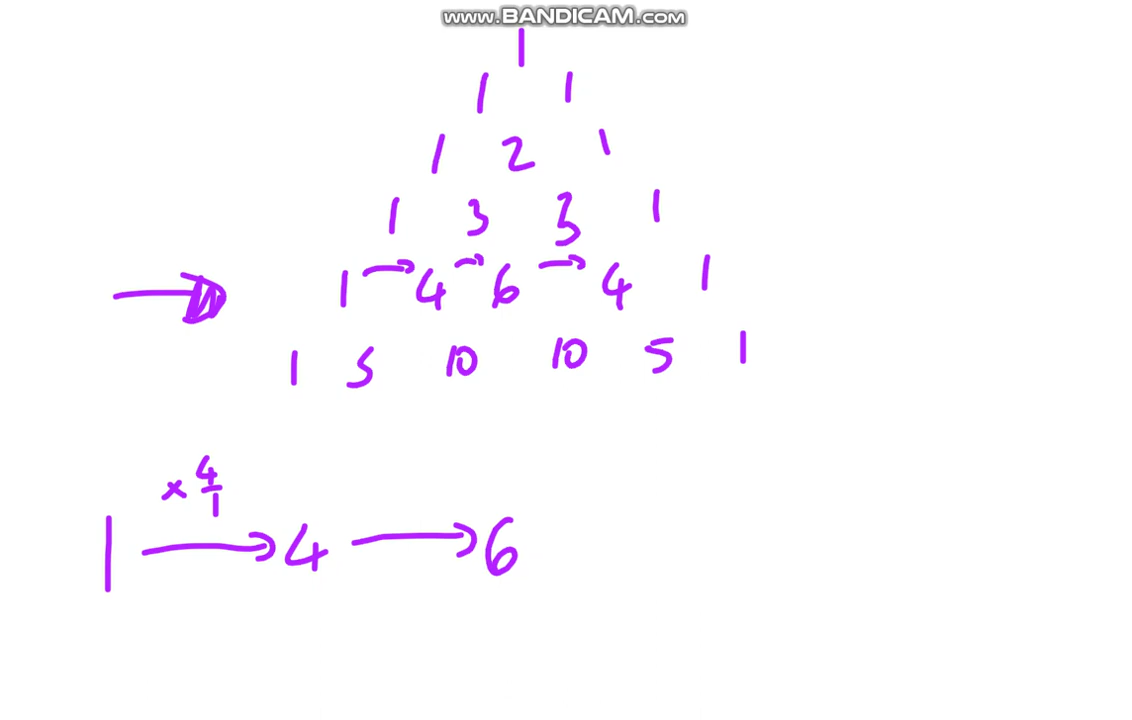 WWW.BANDICAM.COM
1
1 1
1 2 1
1 3 3 1
→ 1 → 4 → 6 → 4 1
1 5 10 10 5 1
× 4/1
1 → 4 → 6